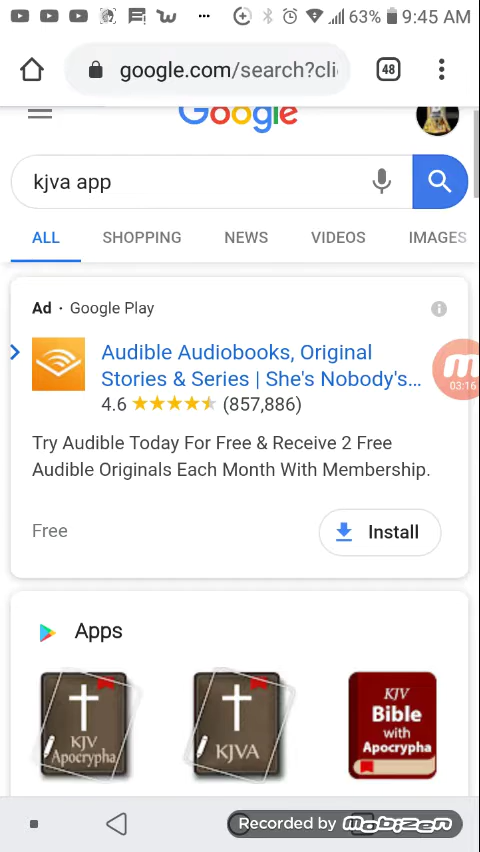 63% 9:45 AM
google.com/search?cli
48
Google
kjva app
ALL SHOPPING NEWS VIDEOS IMAGES
Ad · Google Play
Audible Audiobooks, Original
Stories & Series | She's Nobody's...
03:16
4.6 (857,886)
Try Audible Today For Free & Receive 2 Free
Audible Originals Each Month With Membership.
Free Install
Apps
KJV
Apocrypha
KJVA
KJV
Bible
with
Apocrypha
Recorded by mobizen